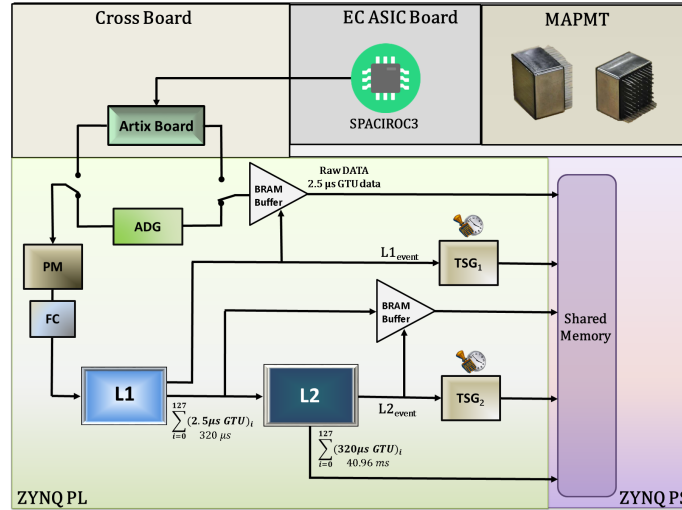 Cross Board
EC ASIC Board
MAPMT
Artix Board
SPACIROC3
Raw DATA
2.5 µs GTU data
BRAM
Buffer
ADG
PM
L1event
TSG1
FC
BRAM
Buffer
Shared
Memory
L1
L2
L2event
TSG2
127
∑(2.5µs GTU)i
i=0
320 µs
127
∑(320µs GTU)i
i=0
40.96 ms
ZYNQ PL
ZYNQ PS